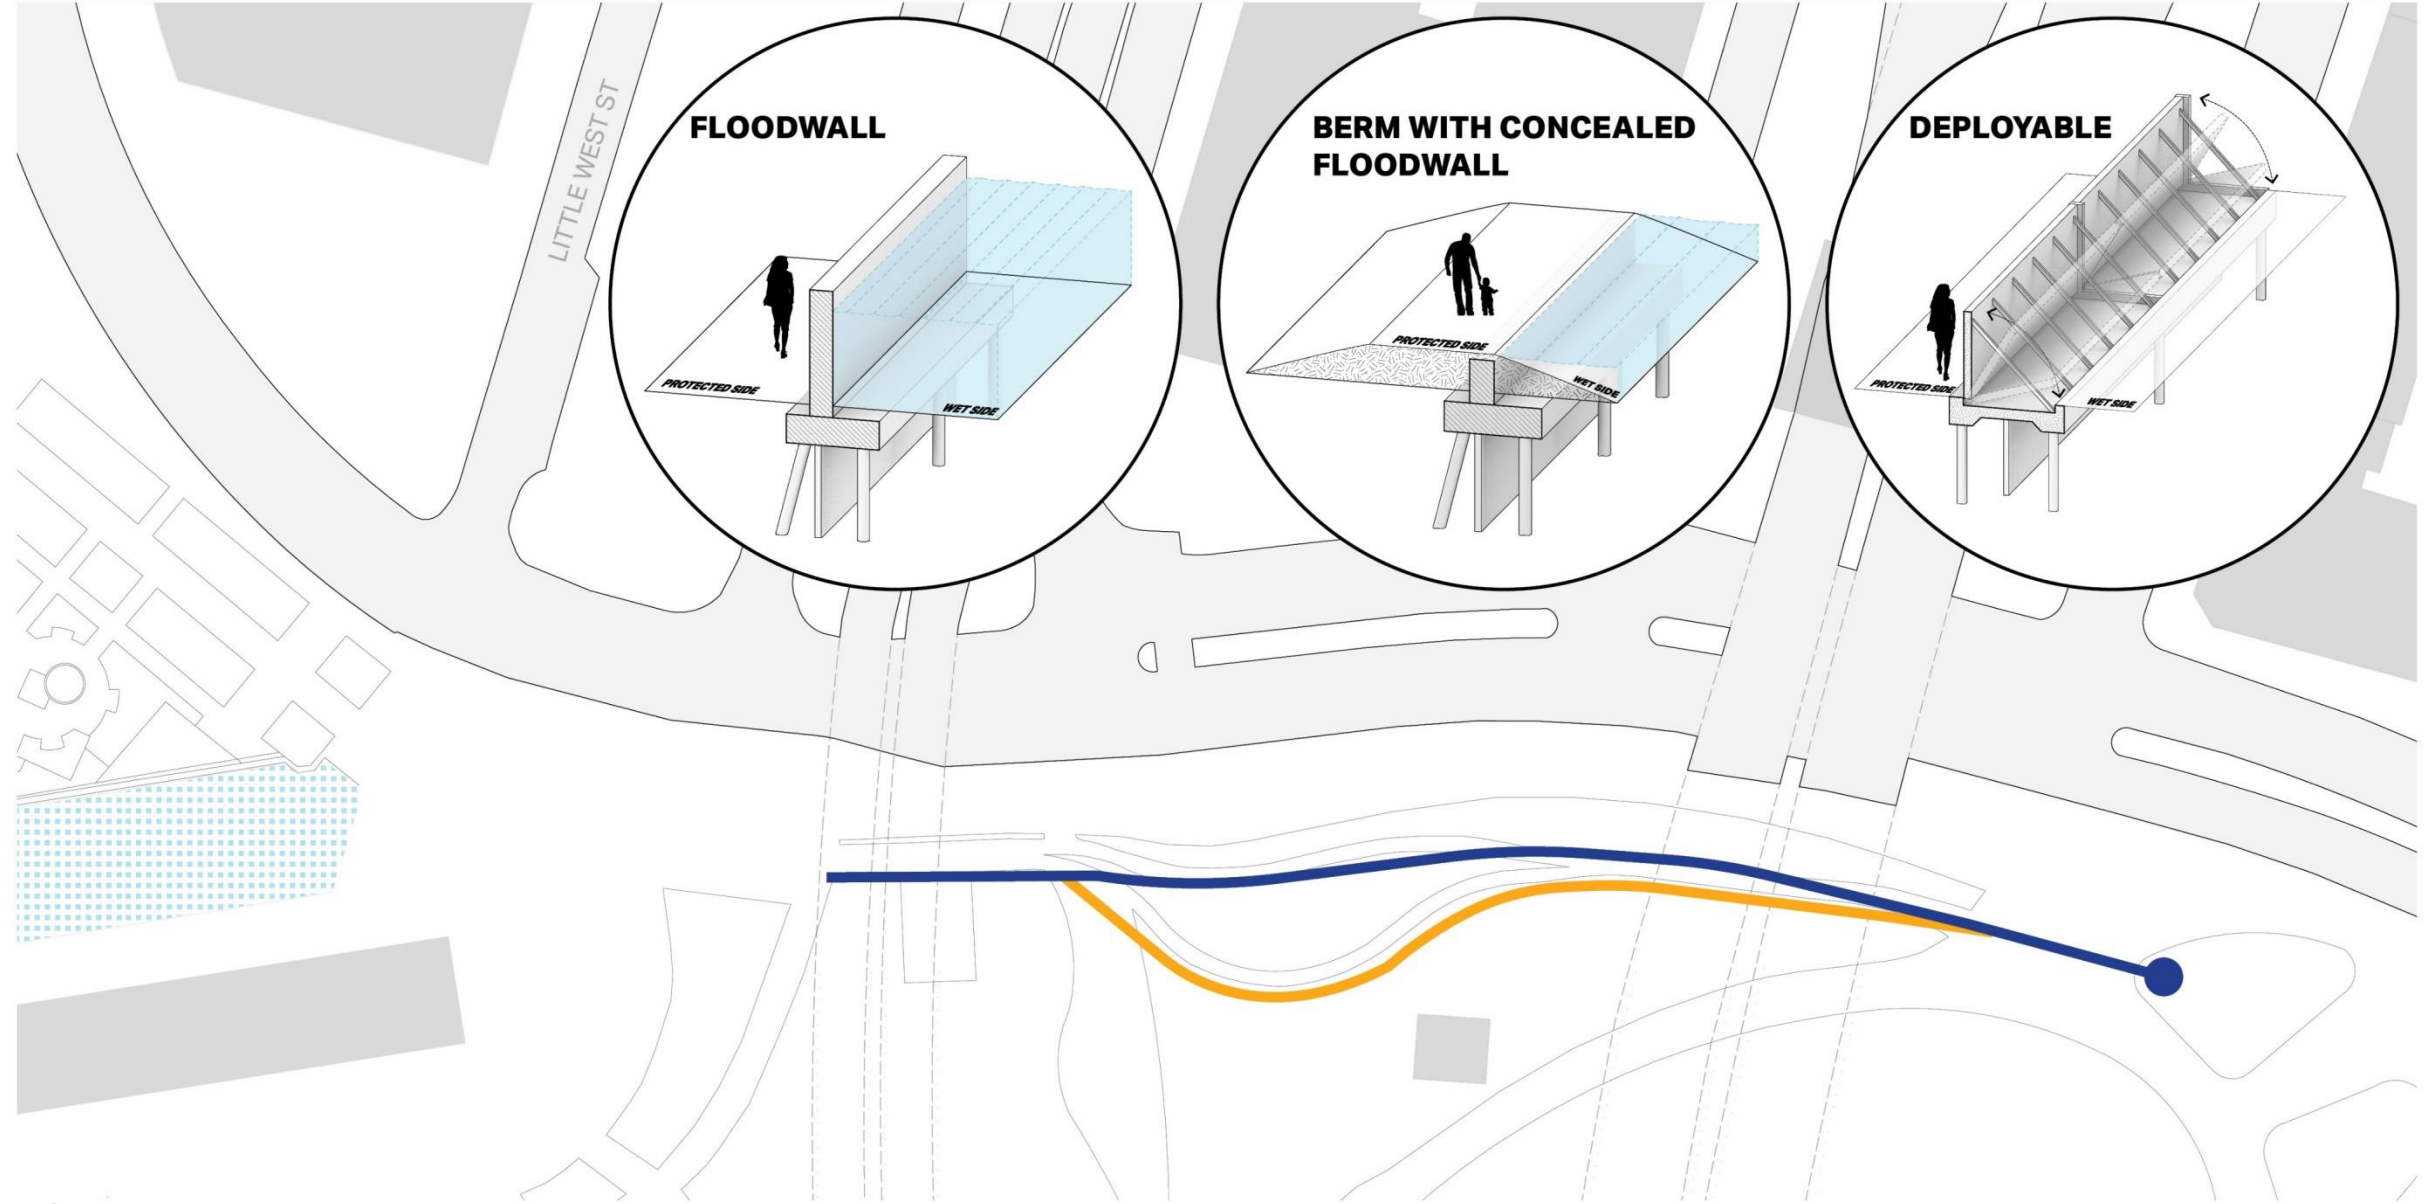 LITTLE WEST ST
FLOODWALL
PROTECTED SIDE
WET SIDE
BERM WITH CONCEALED
FLOODWALL
PROTECTED SIDE
WET SIDE
DEPLOYABLE
PROTECTED SIDE
WET SIDE